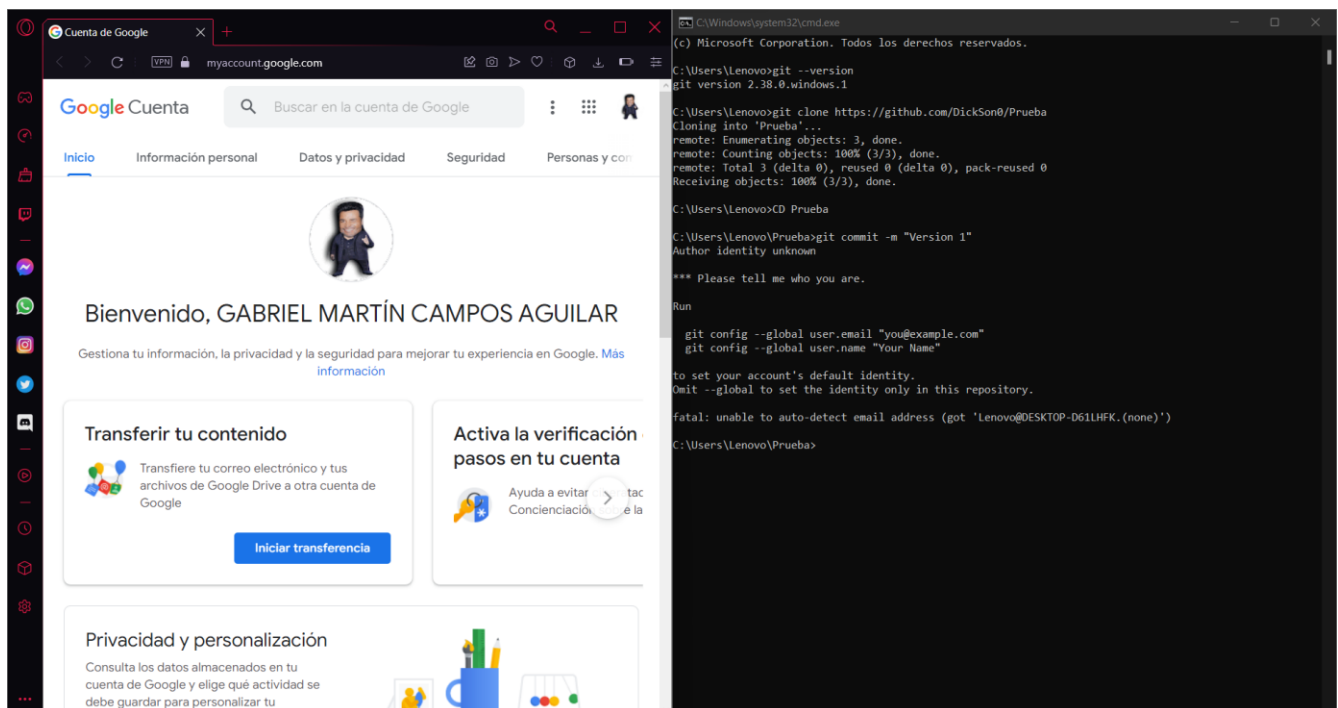 Cuenta de Google
VPN
myaccount.google.com
Google Cuenta
Buscar en la cuenta de Google
Inicio
Información personal
Datos y privacidad
Seguridad
Personas y con
Bienvenido, GABRIEL MARTÍN CAMPOS AGUILAR
Gestiona tu información, la privacidad y la seguridad para mejorar tu experiencia en Google. Más
información
Transferir tu contenido
Transfiere tu correo electrónico y tus
archivos de Google Drive a otra cuenta de
Google
Iniciar transferencia
Activa la verificación
pasos en tu cuenta
Ayuda a evitar
Concienciación la
Privacidad y personalización
Consulta los datos almacenados en tu
cuenta de Google y elige qué actividad se
debe guardar para personalizar tu
C:\Windows\system32\cmd.exe
(c) Microsoft Corporation. Todos los derechos reservados.
C:\Users\Lenovo>git --version
git version 2.38.0.windows.1
C:\Users\Lenovo>git clone https://github.com/DickSon0/Prueba
Cloning into 'Prueba'...
remote: Enumerating objects: 3, done.
remote: Counting objects: 100% (3/3), done.
remote: Total 3 (delta 0), reused 0 (delta 0), pack-reused 0
Receiving objects: 100% (3/3), done.
C:\Users\Lenovo>CD Prueba
C:\Users\Lenovo\Prueba>git commit -m "Version 1"
Author identity unknown
*** Please tell me who you are.
Run
git config --global user.email "you@example.com"
git config --global user.name "Your Name"
to set your account's default identity.
Omit --global to set the identity only in this repository.
fatal: unable to auto-detect email address (got 'Lenovo@DESKTOP-D61LHFK.(none)')
C:\Users\Lenovo\Prueba>